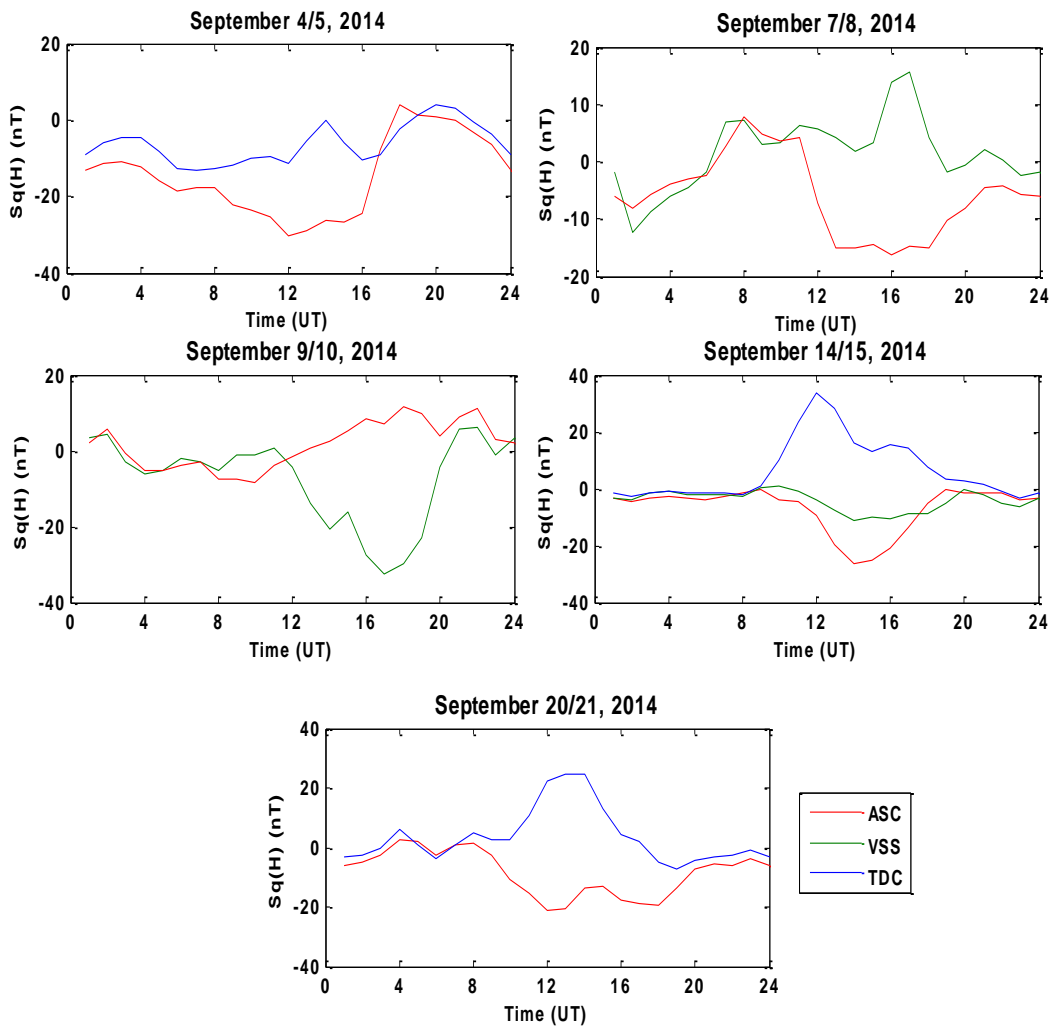 September 4/5, 2014
Sq(H) (nT)
20
0
-20
-40
0 4 8 12 16 20 24
Time (UT)
September 7/8, 2014
Sq(H) (nT)
20
10
0
-10
-20
0 4 8 12 16 20 24
Time (UT)
September 9/10, 2014
Sq(H) (nT)
20
0
-20
-40
0 4 8 12 16 20 24
Time (UT)
September 14/15, 2014
Sq(H) (nT)
40
20
0
-20
-40
0 4 8 12 16 20 24
Time (UT)
September 20/21, 2014
Sq(H) (nT)
40
20
0
-20
-40
0 4 8 12 16 20 24
Time (UT)
ASC
VSS
TDC